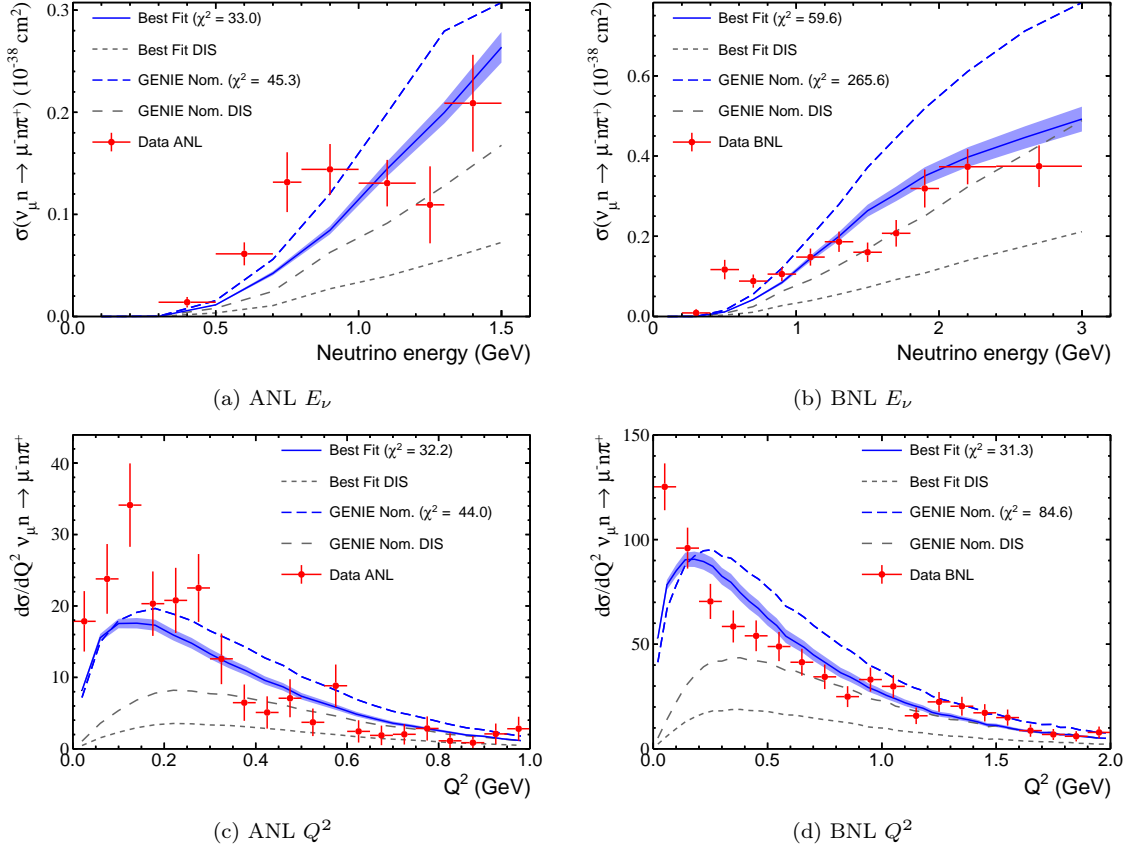 σ(ν_μ n → μ⁻nπ⁺) (10⁻³⁸ cm²)
0.3
0.2
0.1
0.0
Best Fit (χ² = 33.0)
Best Fit DIS
GENIE Nom. (χ² = 45.3)
GENIE Nom. DIS
Data ANL
0.0 0.5 1.0 1.5
Neutrino energy (GeV)
(a) ANL E_ν
σ(ν_μ n → μ⁻nπ⁺) (10⁻³⁸ cm²)
0.8
0.6
0.4
0.2
0.0
Best Fit (χ² = 59.6)
Best Fit DIS
GENIE Nom. (χ² = 265.6)
GENIE Nom. DIS
Data BNL
0 1 2 3
Neutrino energy (GeV)
(b) BNL E_ν
dσ/dQ² ν_μ n → μ⁻nπ⁺
40
30
20
10
0
Best Fit (χ² = 32.2)
Best Fit DIS
GENIE Nom. (χ² = 44.0)
GENIE Nom. DIS
Data ANL
0.0 0.2 0.4 0.6 0.8 1.0
Q² (GeV)
(c) ANL Q²
dσ/dQ² ν_μ n → μ⁻nπ⁺
150
100
50
0
Best Fit (χ² = 31.3)
Best Fit DIS
GENIE Nom. (χ² = 84.6)
GENIE Nom. DIS
Data BNL
0.0 0.5 1.0 1.5 2.0
Q² (GeV)
(d) BNL Q²